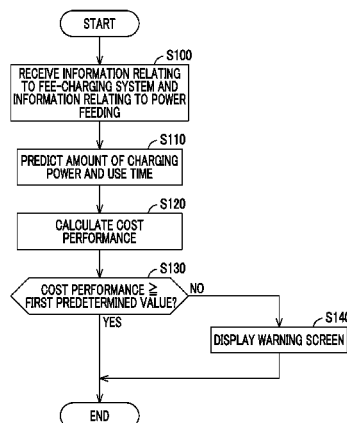 START
S100
RECEIVE INFORMATION RELATING
TO FEE-CHARGING SYSTEM AND
INFORMATION RELATING TO POWER
FEEDING
S110
PREDICT AMOUNT OF CHARGING
POWER AND USE TIME
S120
CALCULATE COST
PERFORMANCE
S130
COST PERFORMANCE ≧
FIRST PREDETERMINED VALUE?
NO
YES
S140
DISPLAY WARNING SCREEN
END